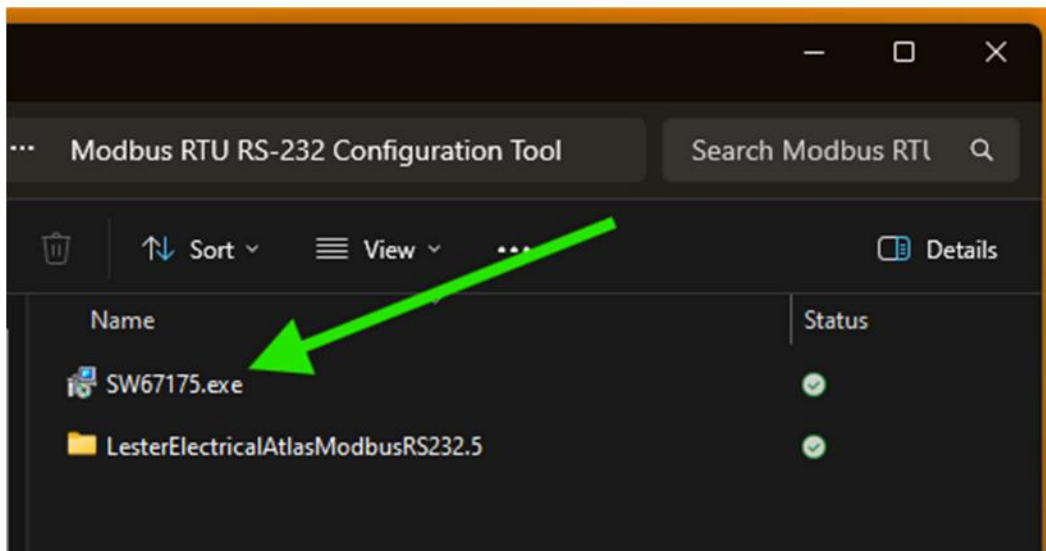 ... Modbus RTU RS-232 Configuration Tool
Search Modbus RTU
Sort View ...
Details
Name Status
SW67175.exe
LesterElectricalAtlasModbusRS232.5